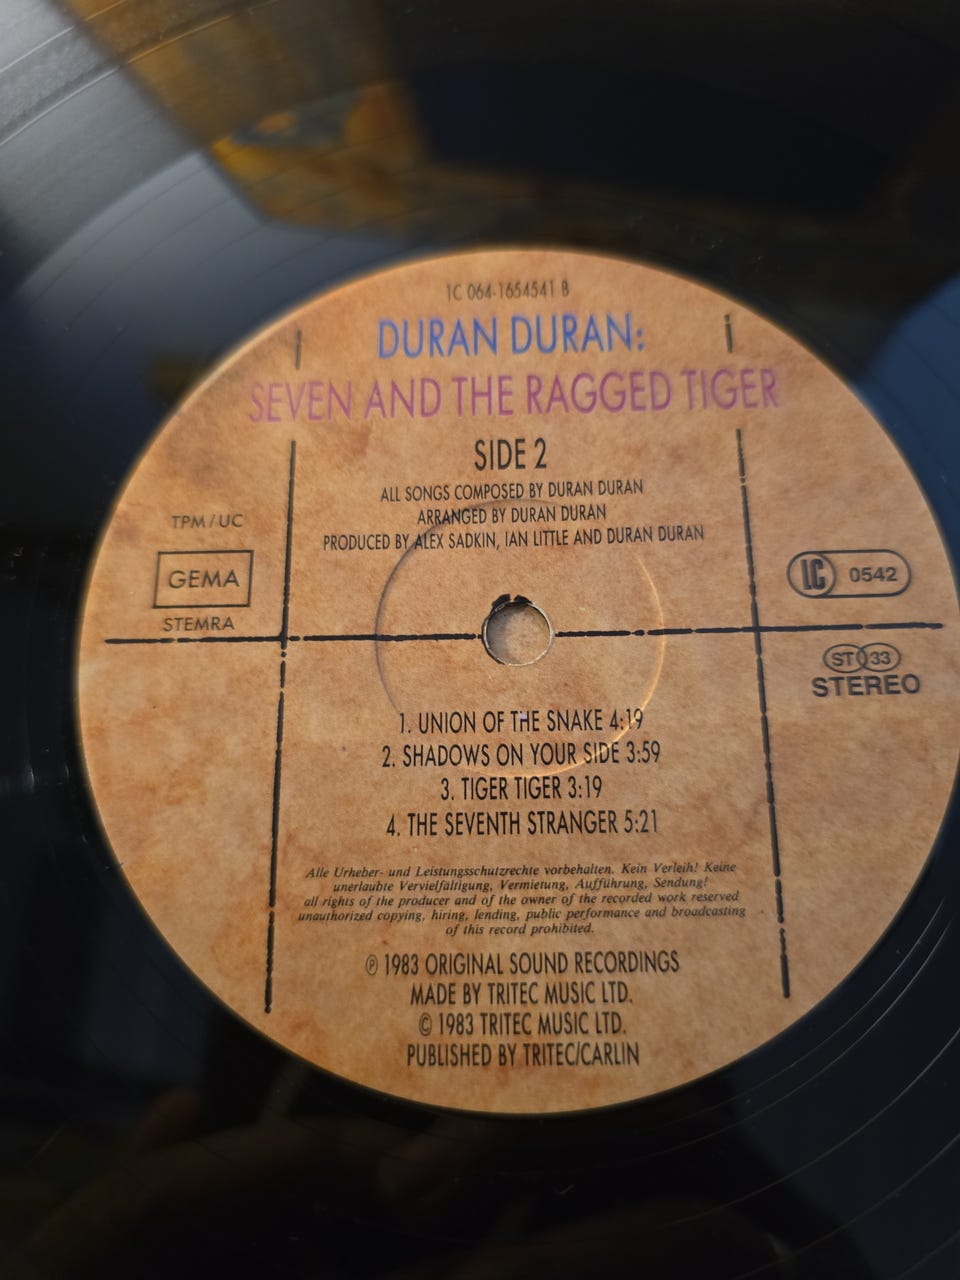 1C 064-1654541 B
DURAN DURAN:
SEVEN AND THE RAGGED TIGER
SIDE 2
ALL SONGS COMPOSED BY DURAN DURAN
ARRANGED BY DURAN DURAN
PRODUCED BY ALEX SADKIN, IAN LITTLE AND DURAN DURAN
TPM/UC
GEMA
STEMRA
LC 0542
ST 33
STEREO
1. UNION OF THE SNAKE 4:19
2. SHADOWS ON YOUR SIDE 3:59
3. TIGER TIGER 3:19
4. THE SEVENTH STRANGER 5:21
Alle Urheber- und Leistungsschutzrechte vorbehalten. Kein Verleih! Keine
unerlaubte Vervielfältigung, Vermietung, Aufführung, Sendung!
all rights of the producer and of the owner of the recorded work reserved
unauthorized copying, hiring, lending, public performance and broadcasting
of this record prohibited.
℗ 1983 ORIGINAL SOUND RECORDINGS
MADE BY TRITEC MUSIC LTD.
© 1983 TRITEC MUSIC LTD.
PUBLISHED BY TRITEC/CARLIN